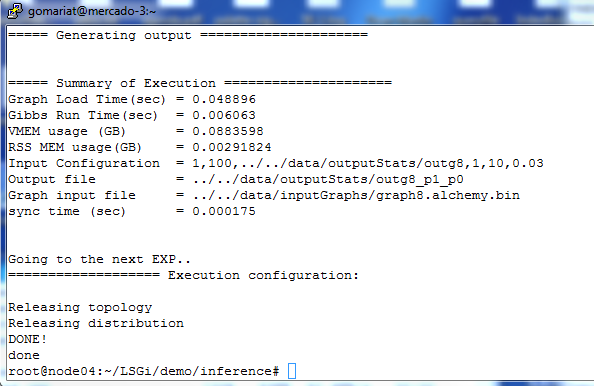 gomariat@mercado-3:~
===== Generating output =====================
===== Summary of Execution =====================
Graph Load Time(sec) = 0.048896
Gibbs Run Time(sec) = 0.006063
VMEM usage (GB) = 0.0883598
RSS MEM usage(GB) = 0.00291824
Input Configuration = 1,100,../../data/outputStats/outg8,1,10,0.03
Output file = ../../data/outputStats/outg8_p1_p0
Graph input file = ../../data/inputGraphs/graph8.alchemy.bin
sync time (sec) = 0.000175
Going to the next EXP..
=================== Execution configuration:
Releasing topology
Releasing distribution
DONE!
done
root@node04:~/LSGi/demo/inference#